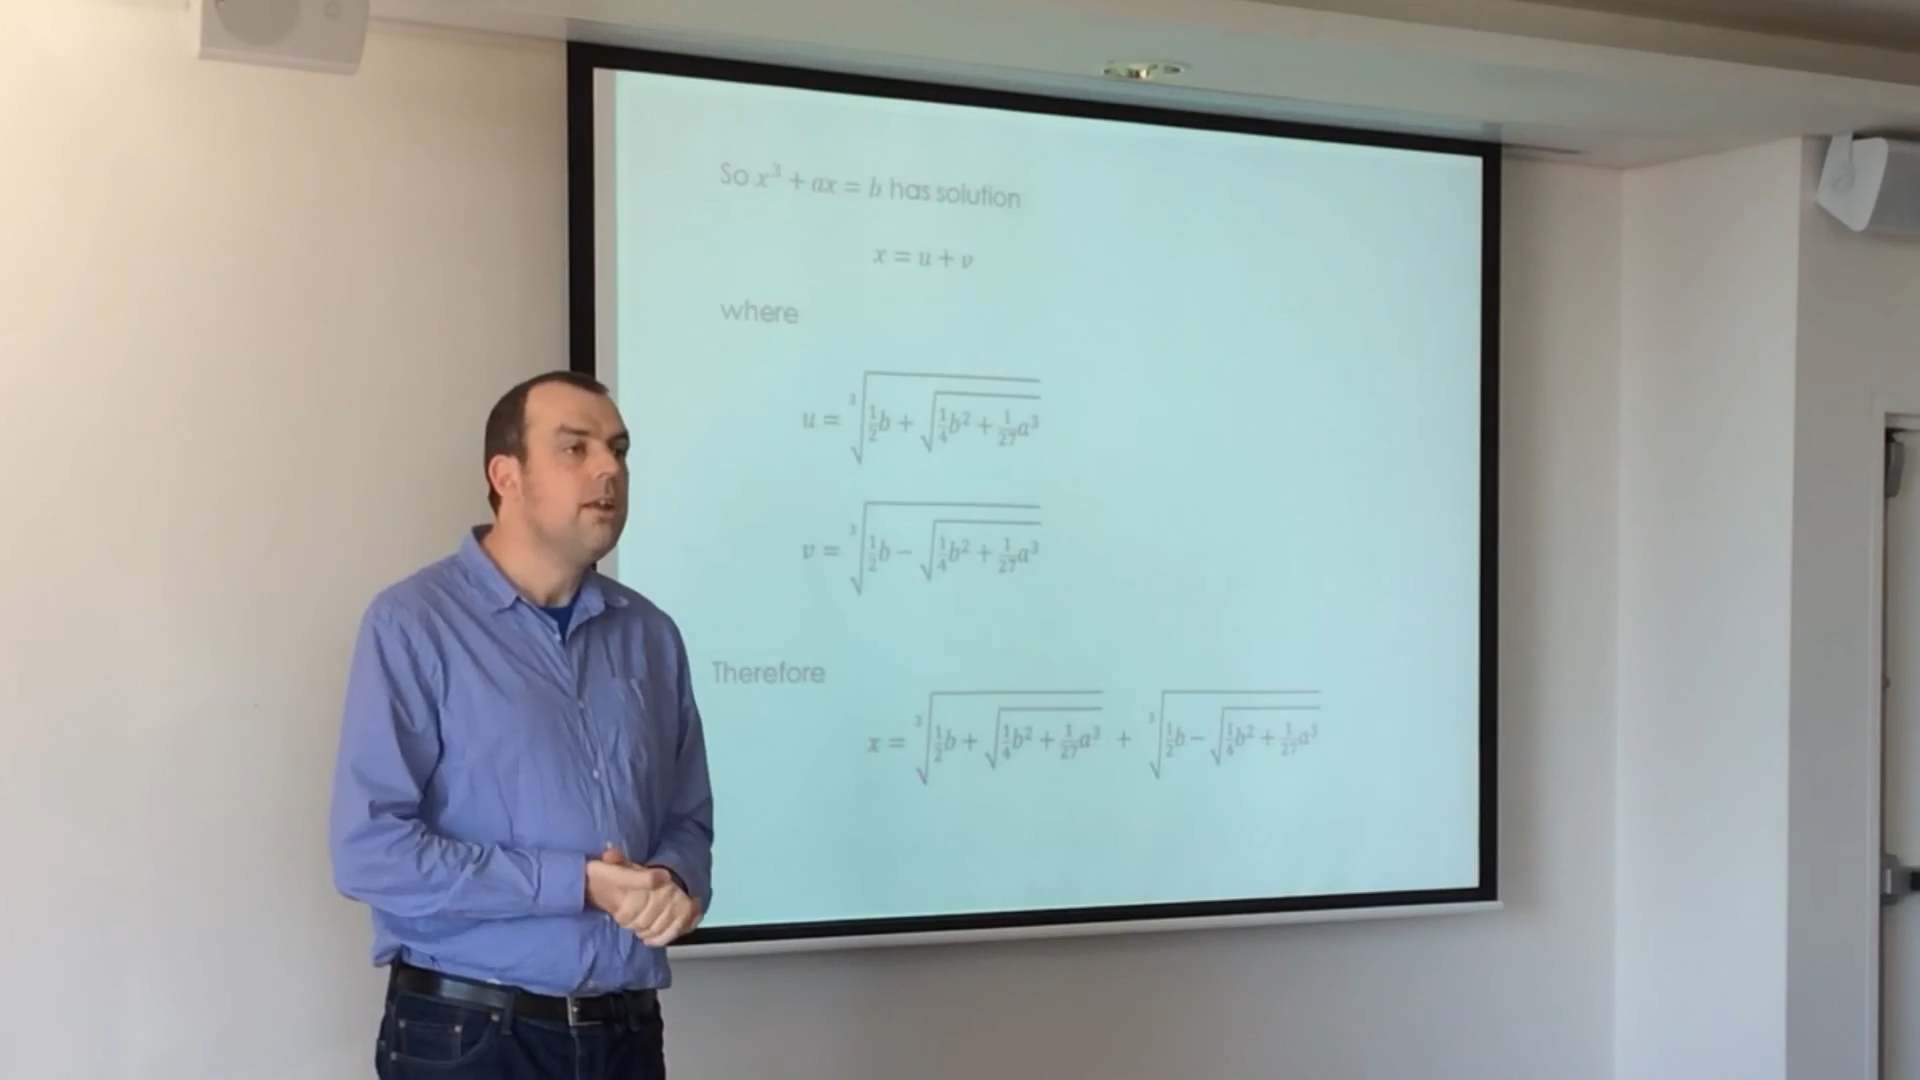 So x³ + ax = b has solution
x = u + v
where
u = ∛(½b + √(¼b² + 1/27 a³))
v = ∛(½b − √(¼b² + 1/27 a³))
Therefore
x = ∛(½b + √(¼b² + 1/27 a³)) + ∛(½b − √(¼b² + 1/27 a³))